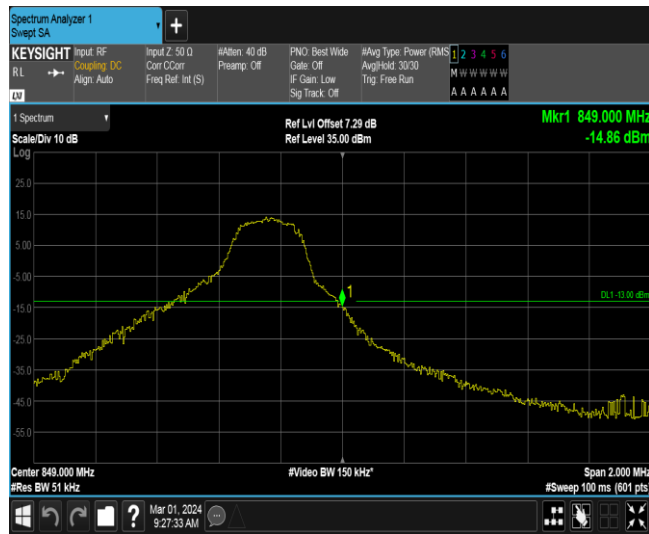 Spectrum Analyzer 1
Swept SA
+
KEYSIGHT
RL
LXI
Input: RF
Coupling: DC
Align: Auto
Input Z: 50 Ω
Corr CCorr
Freq Ref: Int (S)
#Atten: 40 dB
Preamp: Off
PNO: Best Wide
Gate: Off
IF Gain: Low
Sig Track: Off
#Avg Type: Power (RMS
Avg|Hold: 30/30
Trig: Free Run
1 2 3 4 5 6
M W W W W W
A A A A A A
1 Spectrum
Scale/Div 10 dB
Log
Ref Lvl Offset 7.29 dB
Ref Level 35.00 dBm
Mkr1 849.000 MHz
-14.86 dBm
25.0
15.0
5.00
-5.00
-15.0
-25.0
-35.0
-45.0
-55.0
1
DL1 -13.00 dBm
Center 849.000 MHz
#Res BW 51 kHz
#Video BW 150 kHz*
Span 2.000 MHz
#Sweep 100 ms (601 pts)
?
Mar 01, 2024
9:27:33 AM